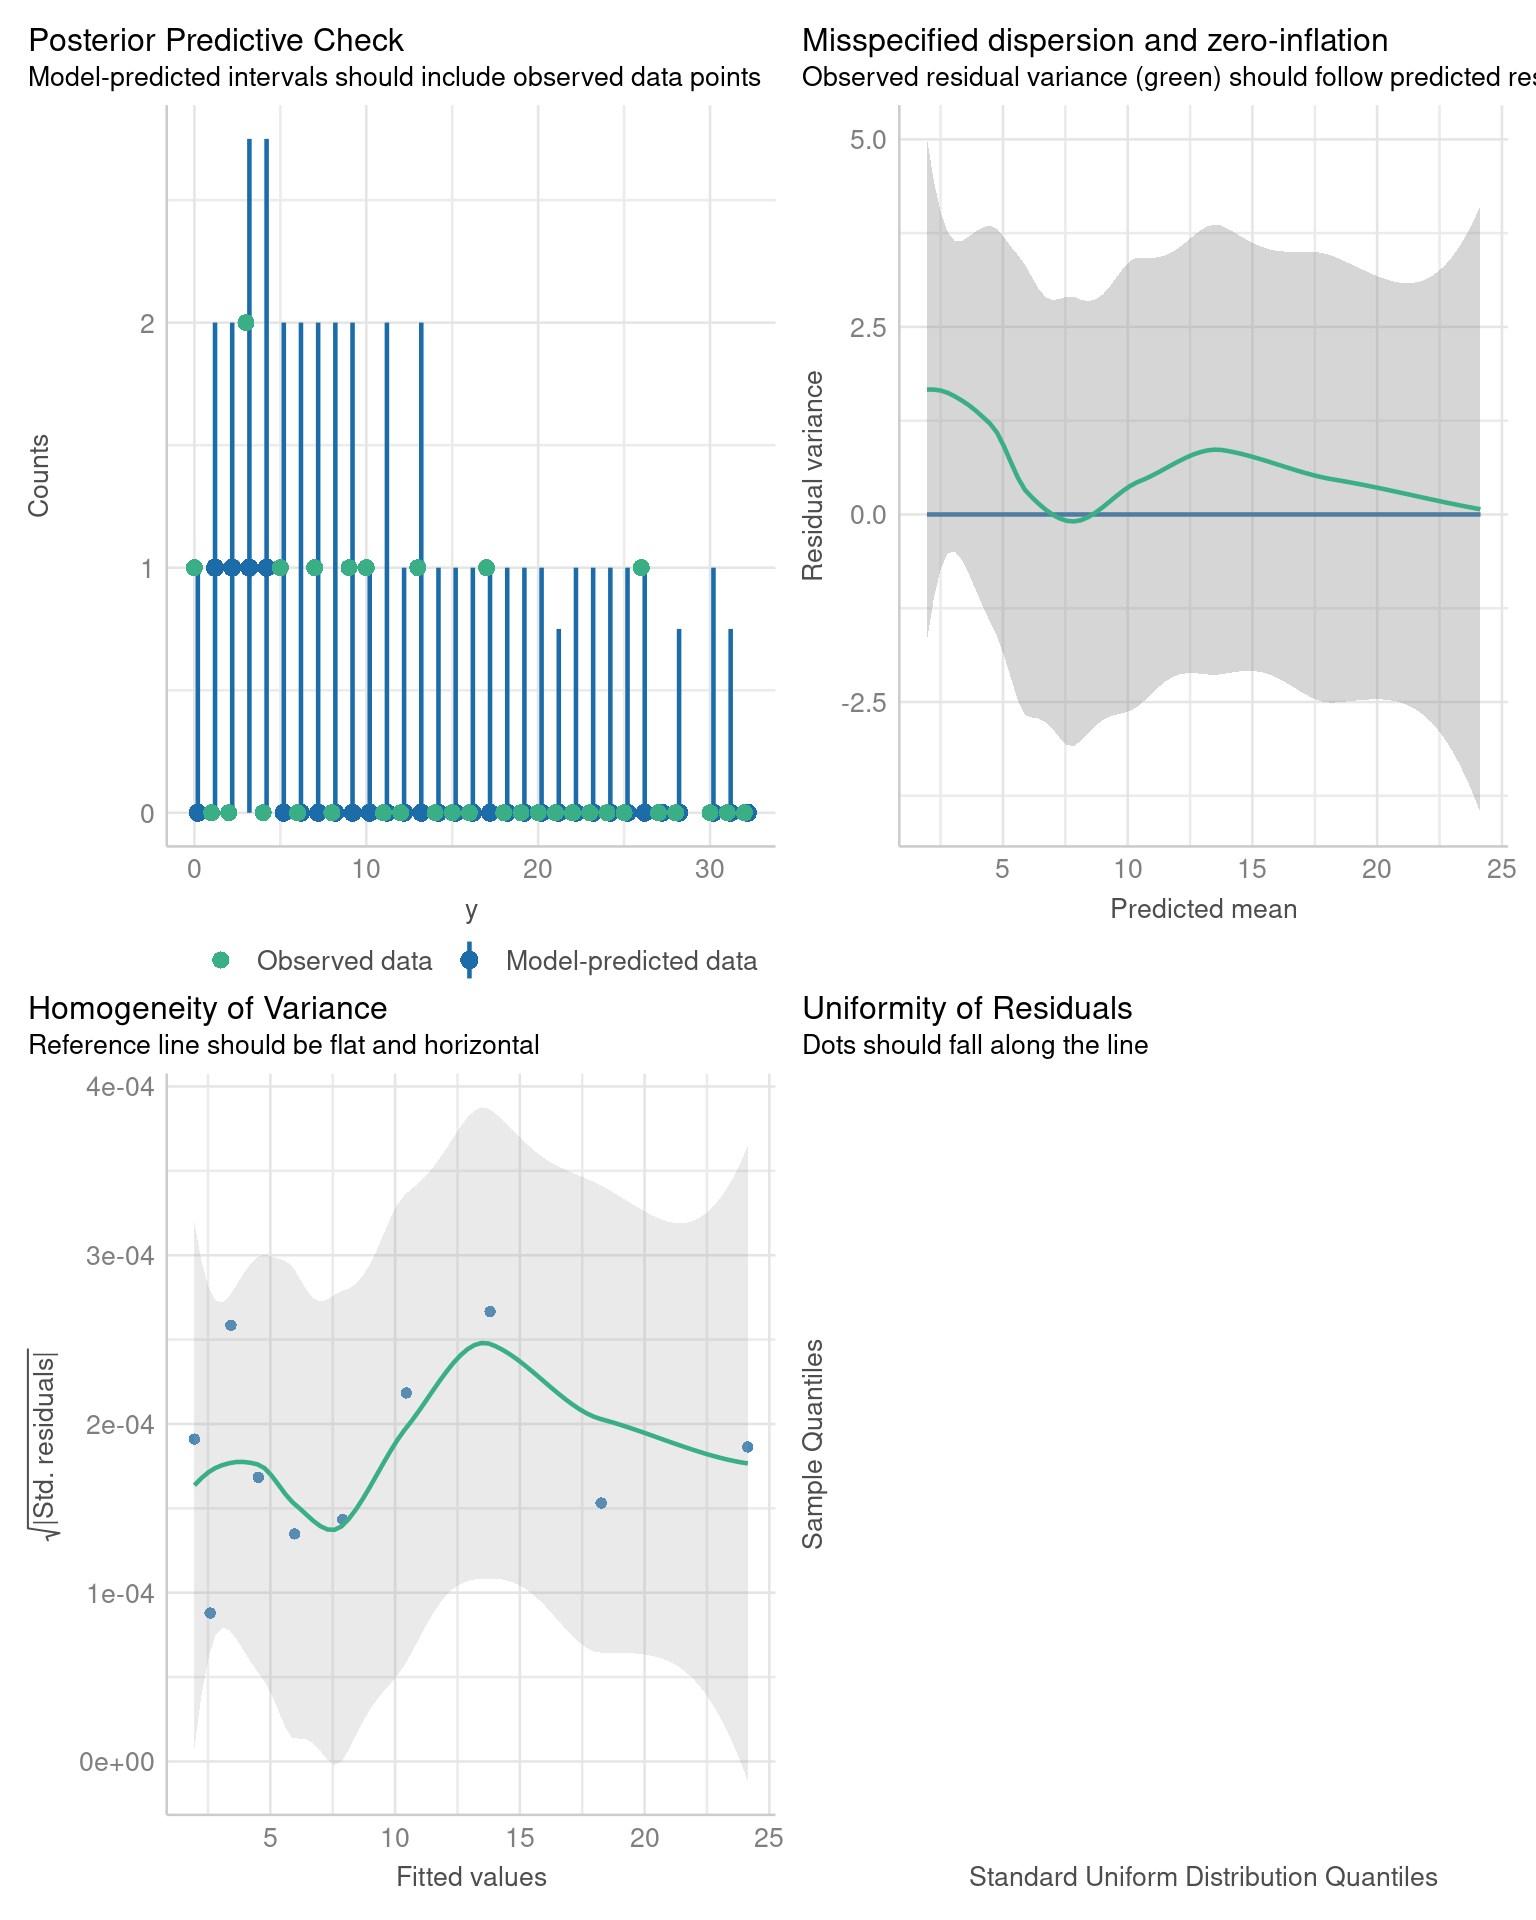 Posterior Predictive Check
Model-predicted intervals should include observed data points
Counts
2
1
0
0
10
20
30
y
Observed data
Model-predicted data
Misspecified dispersion and zero-inflation
Observed residual variance (green) should follow predicted res
Residual variance
5.0
2.5
0.0
-2.5
5
10
15
20
25
Predicted mean
Homogeneity of Variance
Reference line should be flat and horizontal
√|Std. residuals|
4e-04
3e-04
2e-04
1e-04
0e+00
5
10
15
20
25
Fitted values
Uniformity of Residuals
Dots should fall along the line
Sample Quantiles
Standard Uniform Distribution Quantiles